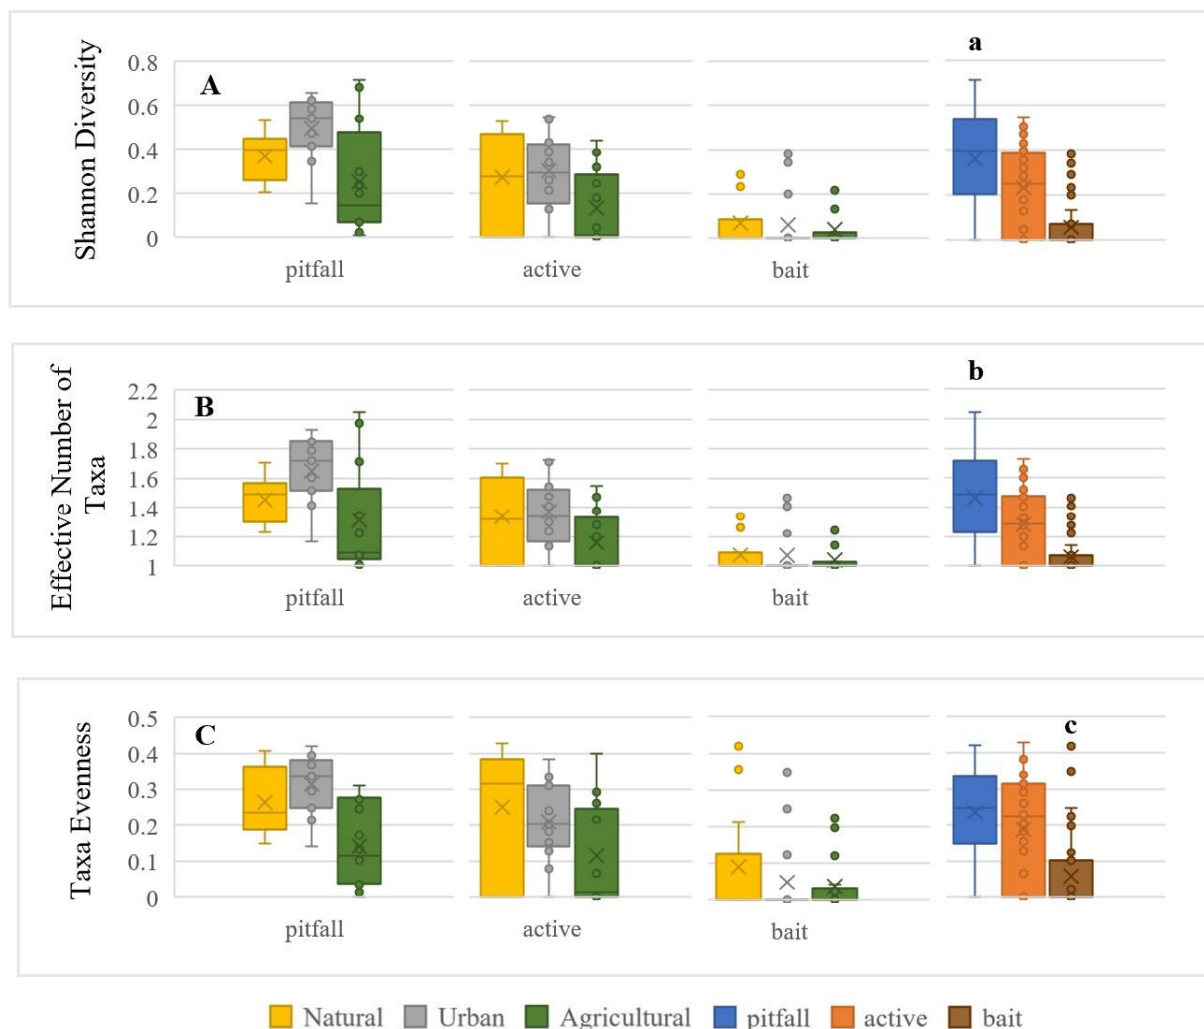 Shannon Diversity
0.8
0.6
0.4
0.2
0
A
a
pitfall
active
bait
Effective Number of
Taxa
2.2
2
1.8
1.6
1.4
1.2
1
B
b
pitfall
active
bait
Taxa Evenness
0.5
0.4
0.3
0.2
0.1
0
C
c
pitfall
active
bait
Natural Urban Agricultural pitfall active bait